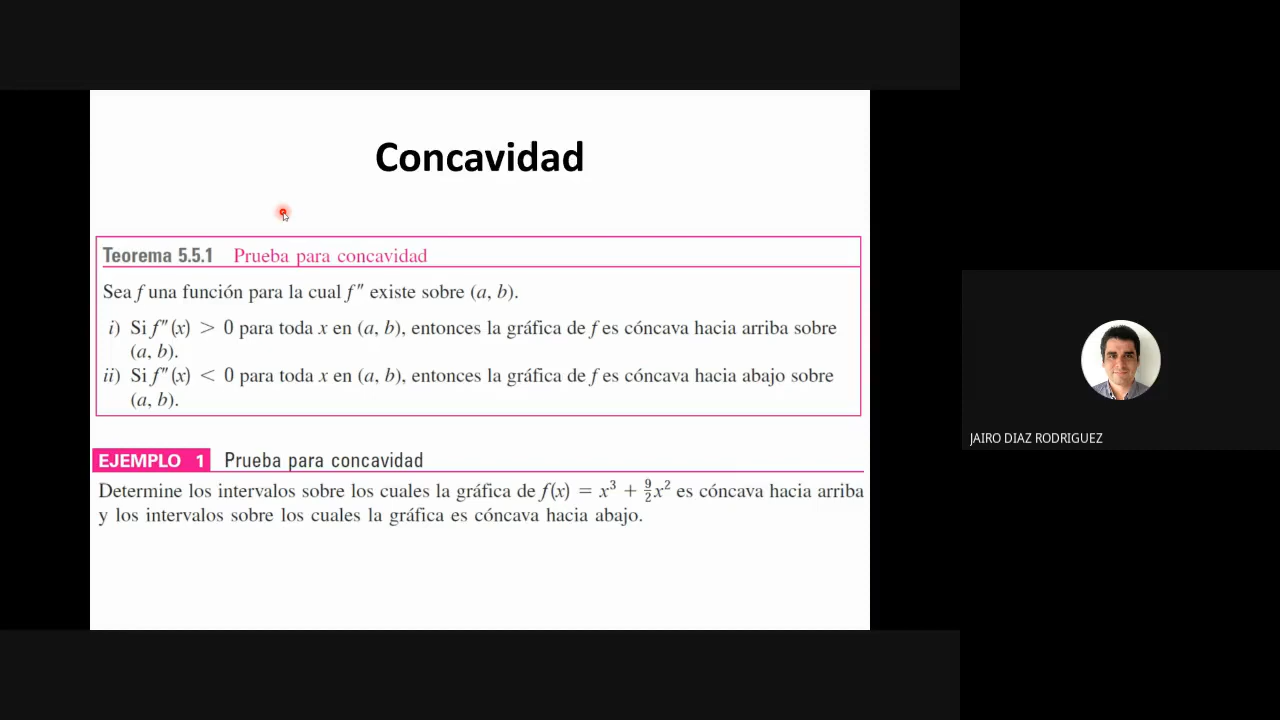 Concavidad
Teorema 5.5.1 Prueba para concavidad
Sea f una función para la cual f″ existe sobre (a, b).
i) Si f″(x) > 0 para toda x en (a, b), entonces la gráfica de f es cóncava hacia arriba sobre
(a, b).
ii) Si f″(x) < 0 para toda x en (a, b), entonces la gráfica de f es cóncava hacia abajo sobre
(a, b).
EJEMPLO 1 Prueba para concavidad
Determine los intervalos sobre los cuales la gráfica de f(x) = x³ + 9/2x² es cóncava hacia arriba
y los intervalos sobre los cuales la gráfica es cóncava hacia abajo.
JAIRO DIAZ RODRIGUEZ